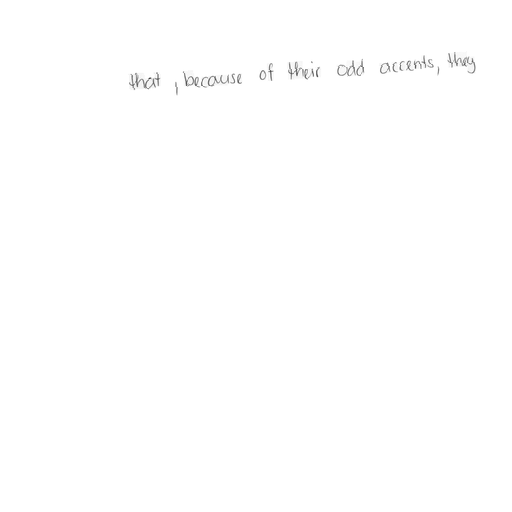 that , because of their odd accents, they